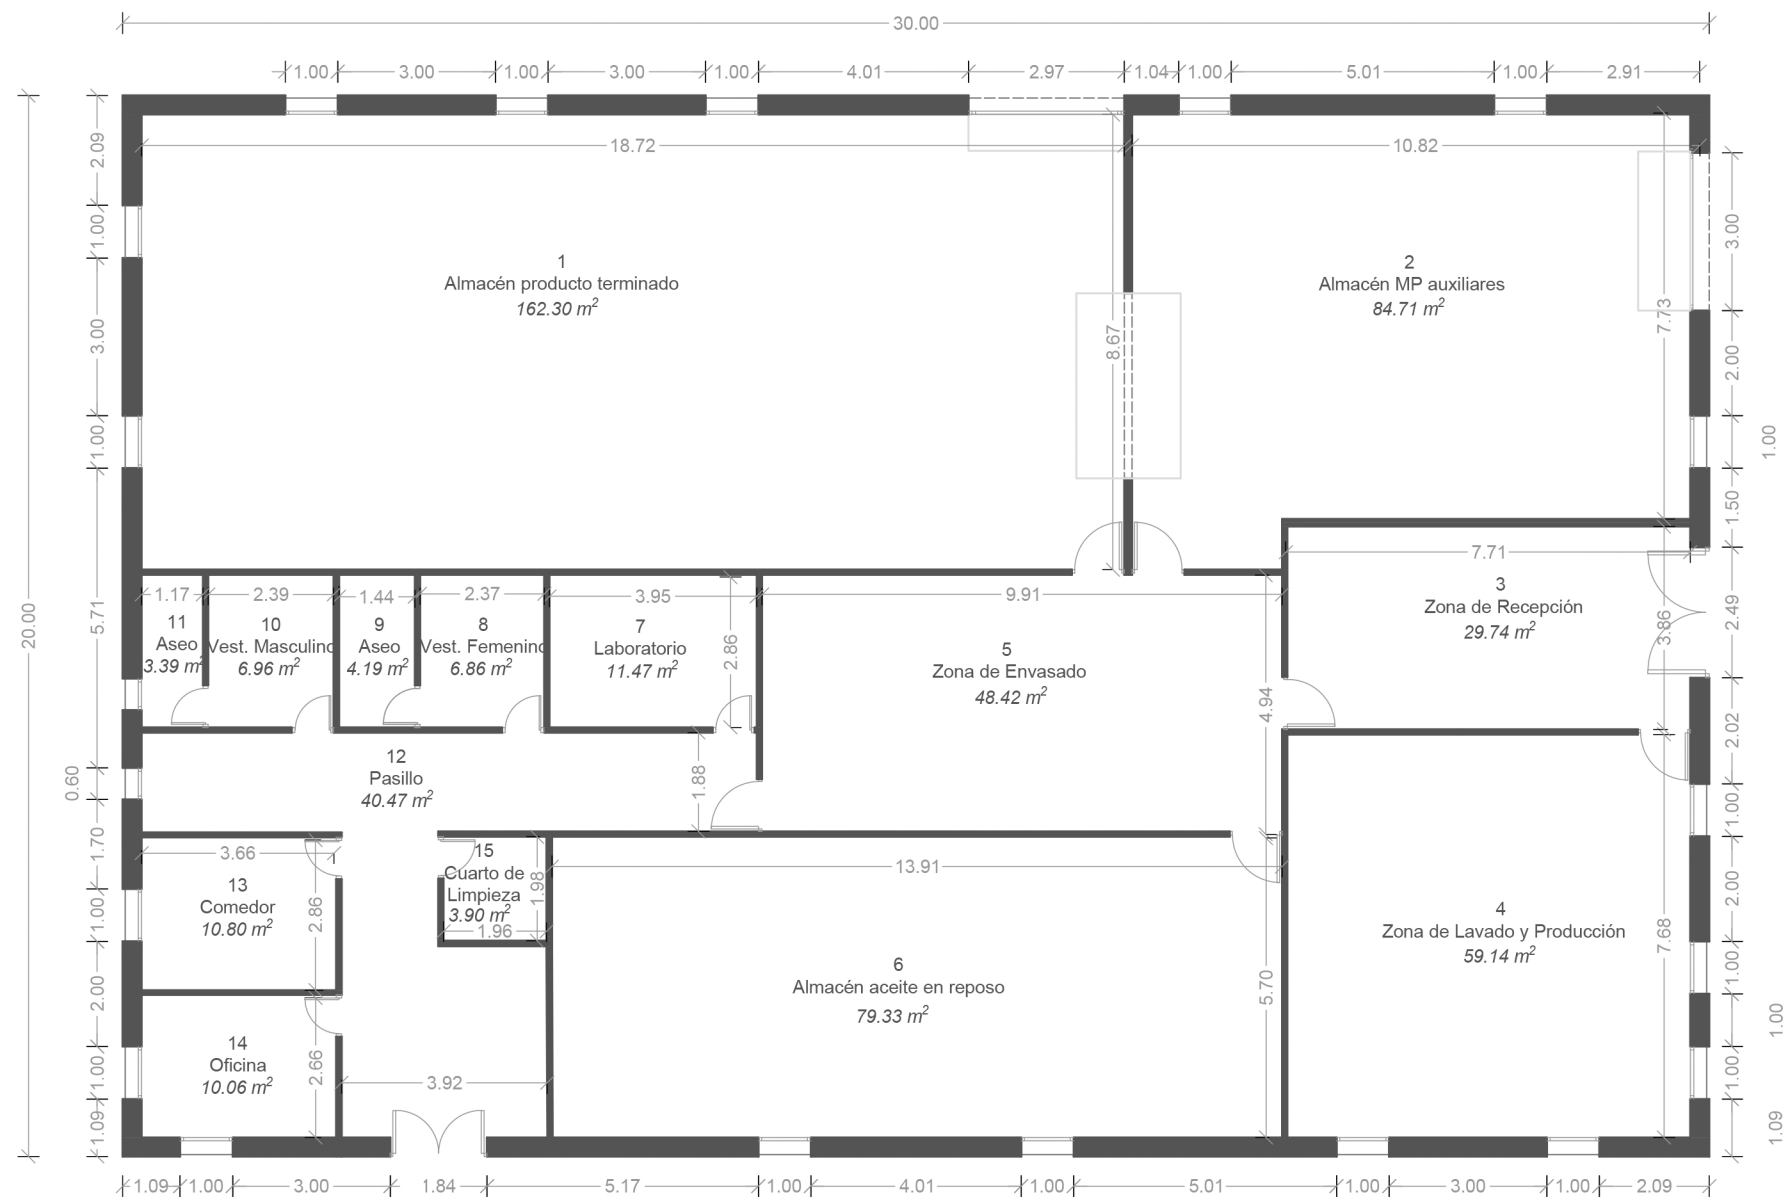 30.00
1.00 3.00 1.00 3.00 1.00 4.01 2.97 1.04 1.00 5.01 1.00 2.91
18.72
10.82
2.09
1.00
3.00
1.00
5.71
20.00
0.60
1.70
1.00
2.00
1.00
1.09
1
Almacén producto terminado
162.30 m²
8.67
2
Almacén MP auxiliares
84.71 m²
7.73
3.00
2.00
1.00
1.00
1.50
2.49
2.02
1.00
2.00
1.00
1.00
1.00
1.09
7.71
3
Zona de Recepción
29.74 m²
3.86
1.17
11
Aseo
3.39 m²
2.39
10
Vest. Masculino
6.96 m²
1.44
9
Aseo
4.19 m²
2.37
8
Vest. Femenino
6.86 m²
3.95
7
Laboratorio
11.47 m²
2.86
9.91
5
Zona de Envasado
48.42 m²
4.94
12
Pasillo
40.47 m²
1.88
3.66
13
Comedor
10.80 m²
2.86
15
Cuarto de
Limpieza
3.90 m²
1.98
1.96
13.91
6
Almacén aceite en reposo
79.33 m²
5.70
4
Zona de Lavado y Producción
59.14 m²
7.68
14
Oficina
10.06 m²
2.66
3.92
1.09 1.00 3.00 1.84 5.17 1.00 4.01 1.00 5.01 1.00 3.00 1.00 2.09